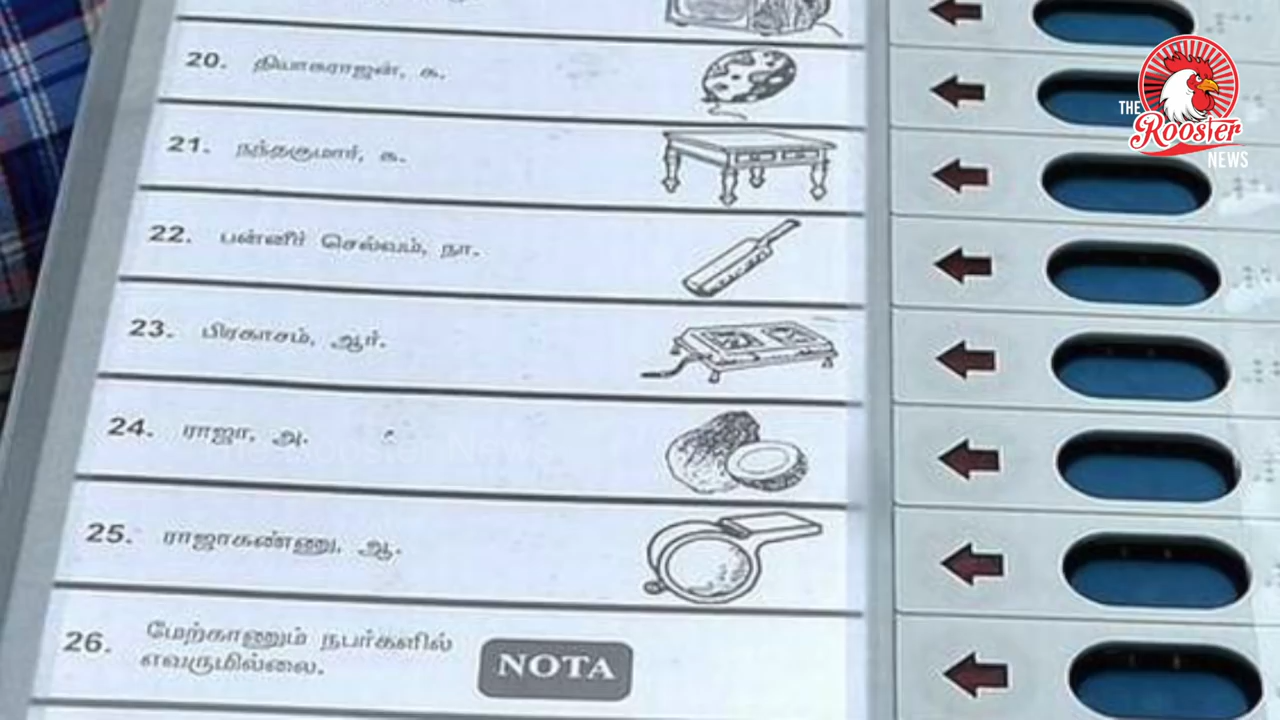 20. தியாகராஜன், க.
21. நந்தகுமார், க.
22. பன்னீர் செல்வம், நா.
23. பிரகாசம், ஆர்.
24. ராஜா, அ.
25. ராஜாகண்ணு, ஆ.
26. மேற்காணும் நபர்களில்
எவருமில்லை.
NOTA
THE
Rooster
NEWS